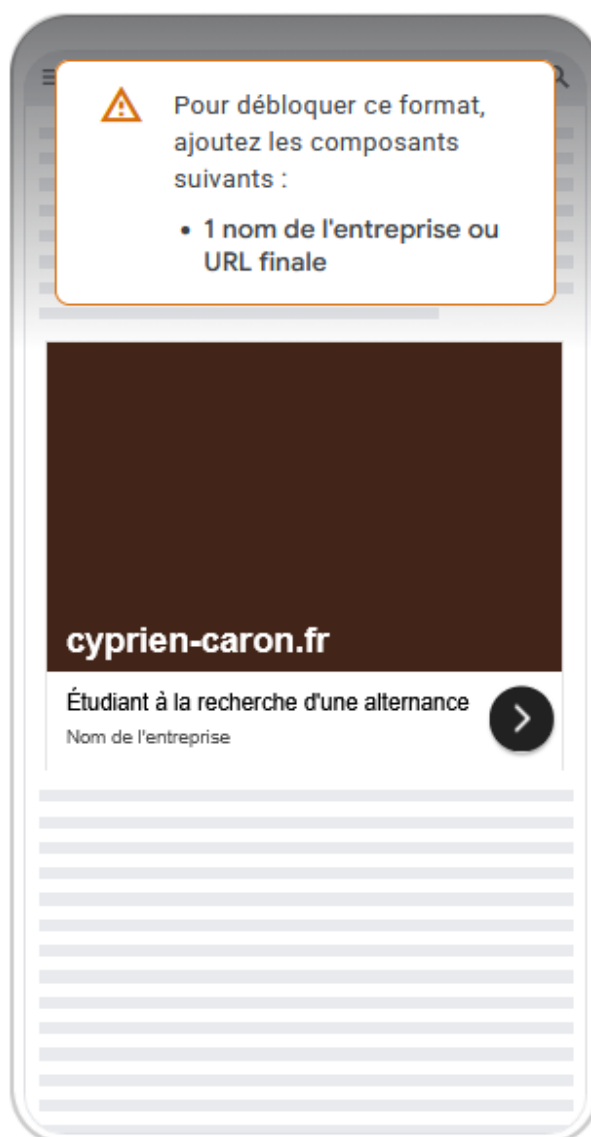 Pour débloquer ce format,
ajoutez les composants
suivants :
• 1 nom de l'entreprise ou
URL finale
cyprien-caron.fr
Étudiant à la recherche d'une alternance
Nom de l'entreprise